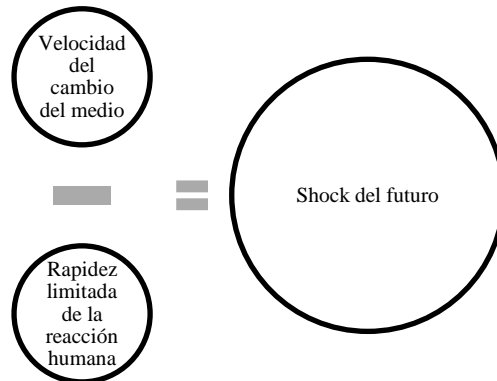 Velocidad
del
cambio
del medio
Shock del futuro
Rapidez
limitada
de la
reacción
humana